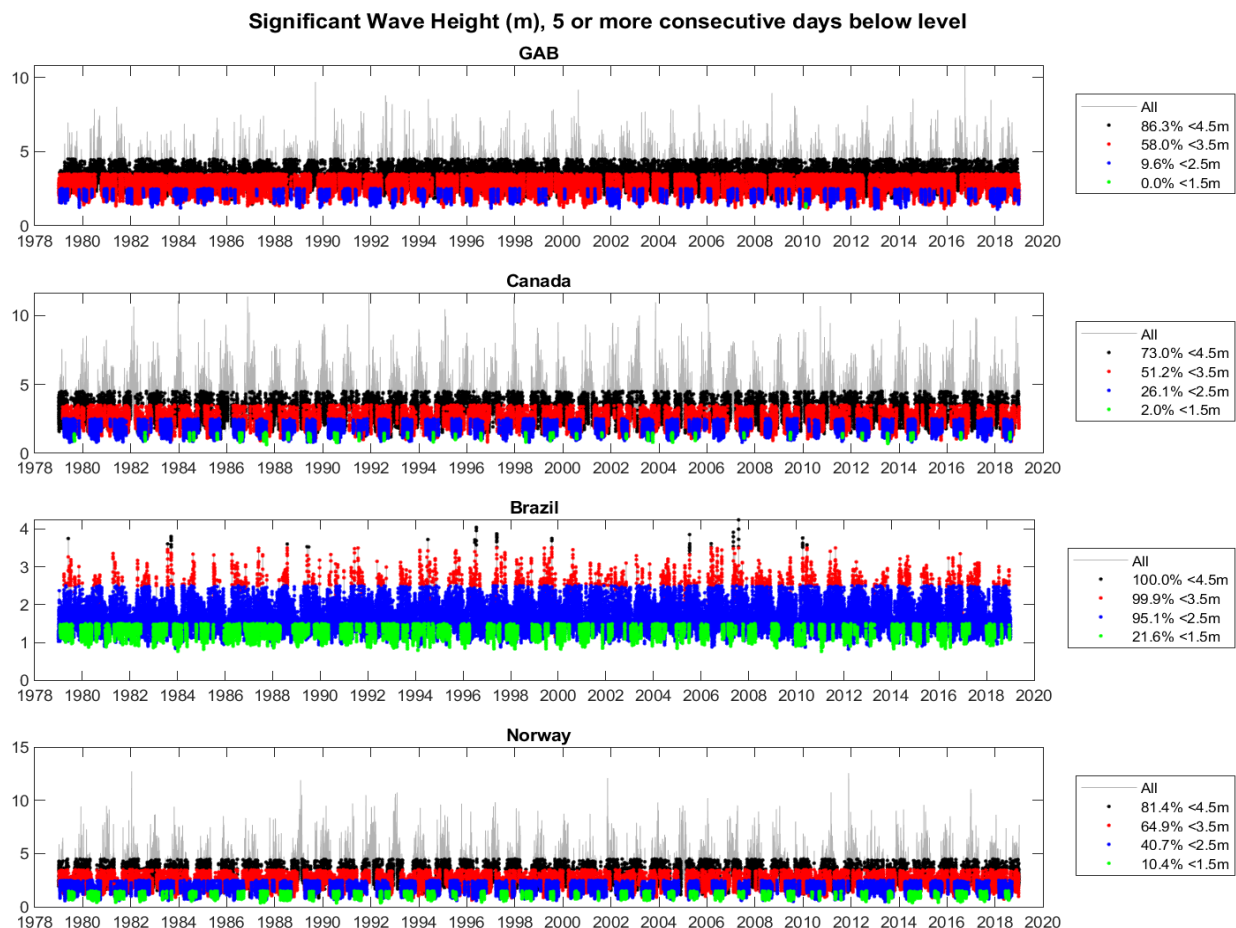 Significant Wave Height (m), 5 or more consecutive days below level
GAB
10
5
0
1978 1980 1982 1984 1986 1988 1990 1992 1994 1996 1998 2000 2002 2004 2006 2008 2010 2012 2014 2016 2018 2020
All
86.3% <4.5m
58.0% <3.5m
9.6% <2.5m
0.0% <1.5m
Canada
10
5
0
1978 1980 1982 1984 1986 1988 1990 1992 1994 1996 1998 2000 2002 2004 2006 2008 2010 2012 2014 2016 2018 2020
All
73.0% <4.5m
51.2% <3.5m
26.1% <2.5m
2.0% <1.5m
Brazil
4
3
2
1
0
1978 1980 1982 1984 1986 1988 1990 1992 1994 1996 1998 2000 2002 2004 2006 2008 2010 2012 2014 2016 2018 2020
All
100.0% <4.5m
99.9% <3.5m
95.1% <2.5m
21.6% <1.5m
Norway
15
10
5
0
1978 1980 1982 1984 1986 1988 1990 1992 1994 1996 1998 2000 2002 2004 2006 2008 2010 2012 2014 2016 2018 2020
All
81.4% <4.5m
64.9% <3.5m
40.7% <2.5m
10.4% <1.5m